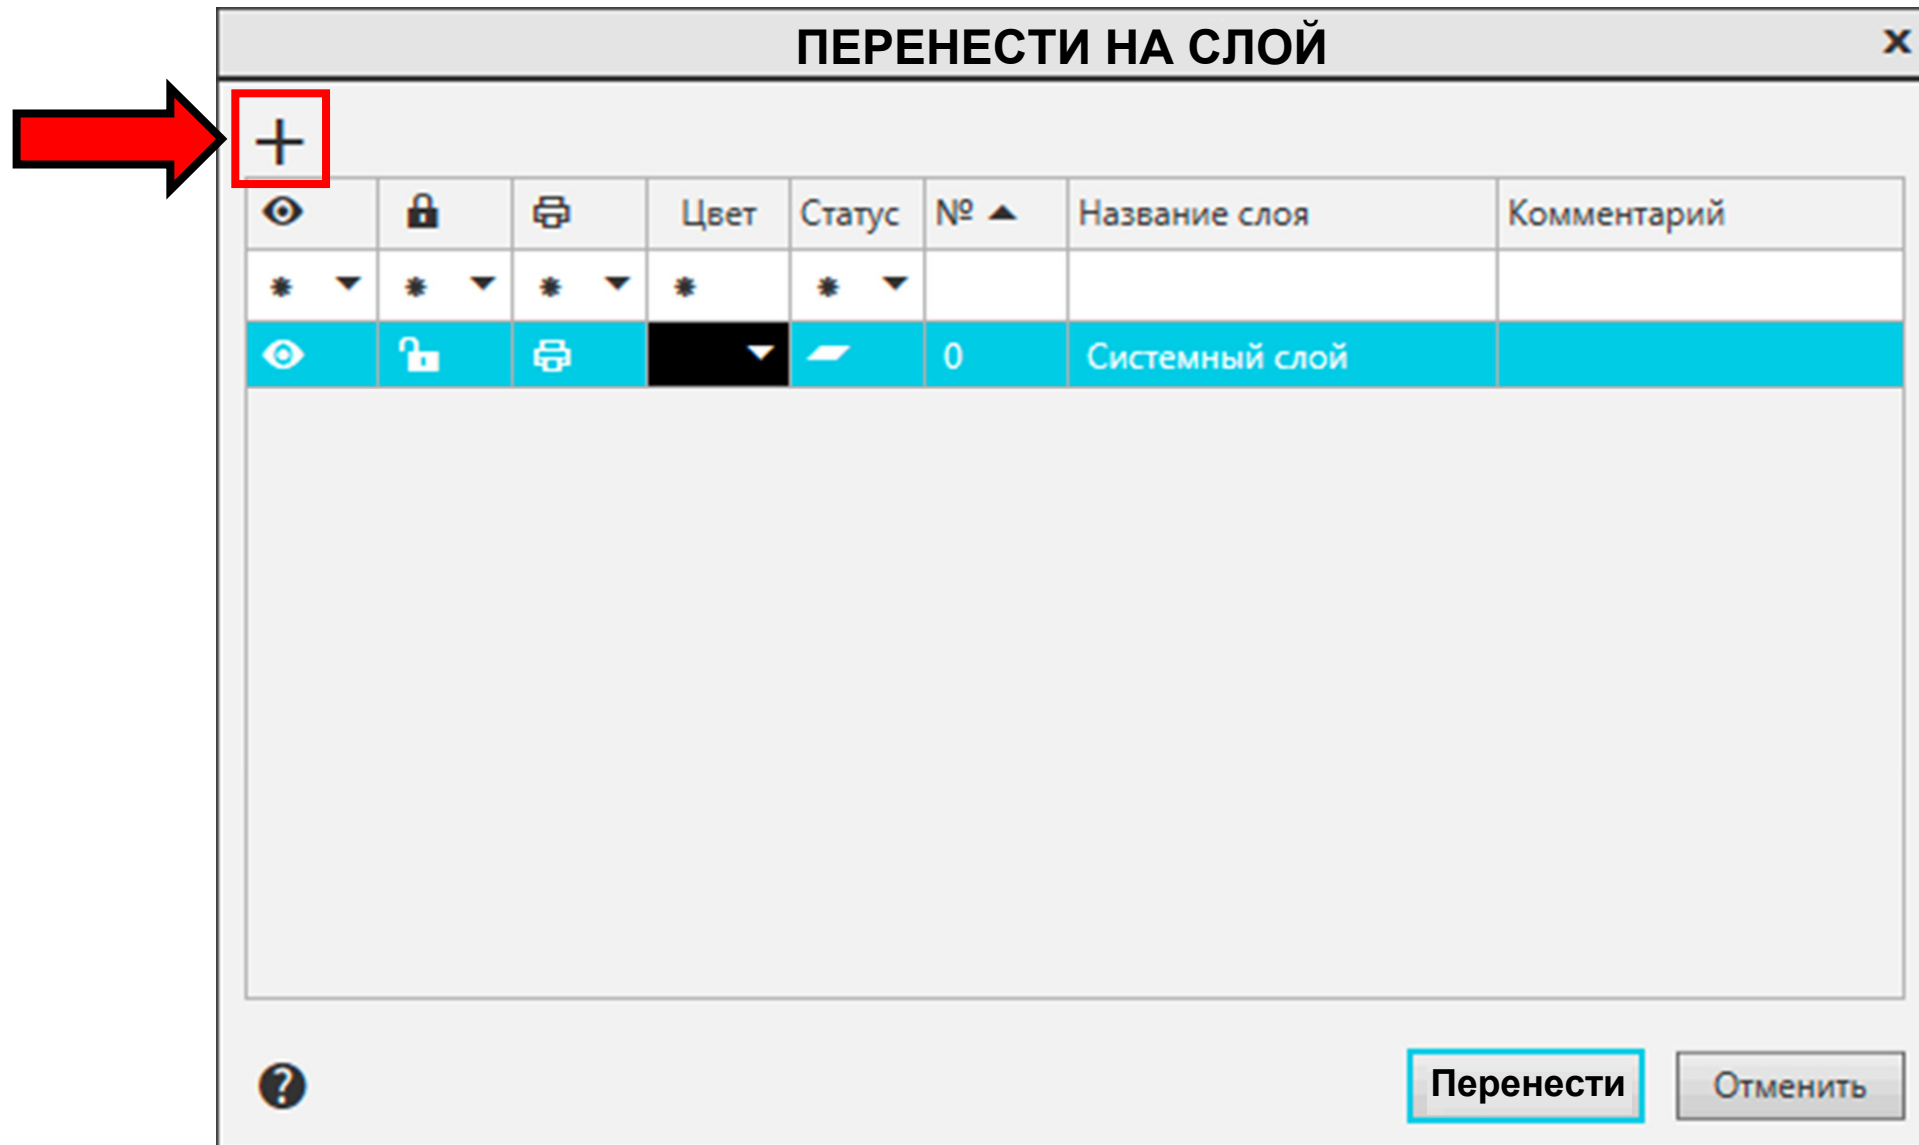 ПЕРЕНЕСТИ НА СЛОЙ
Цвет Статус № Название слоя Комментарий
0 Системный слой
Перенести Отменить